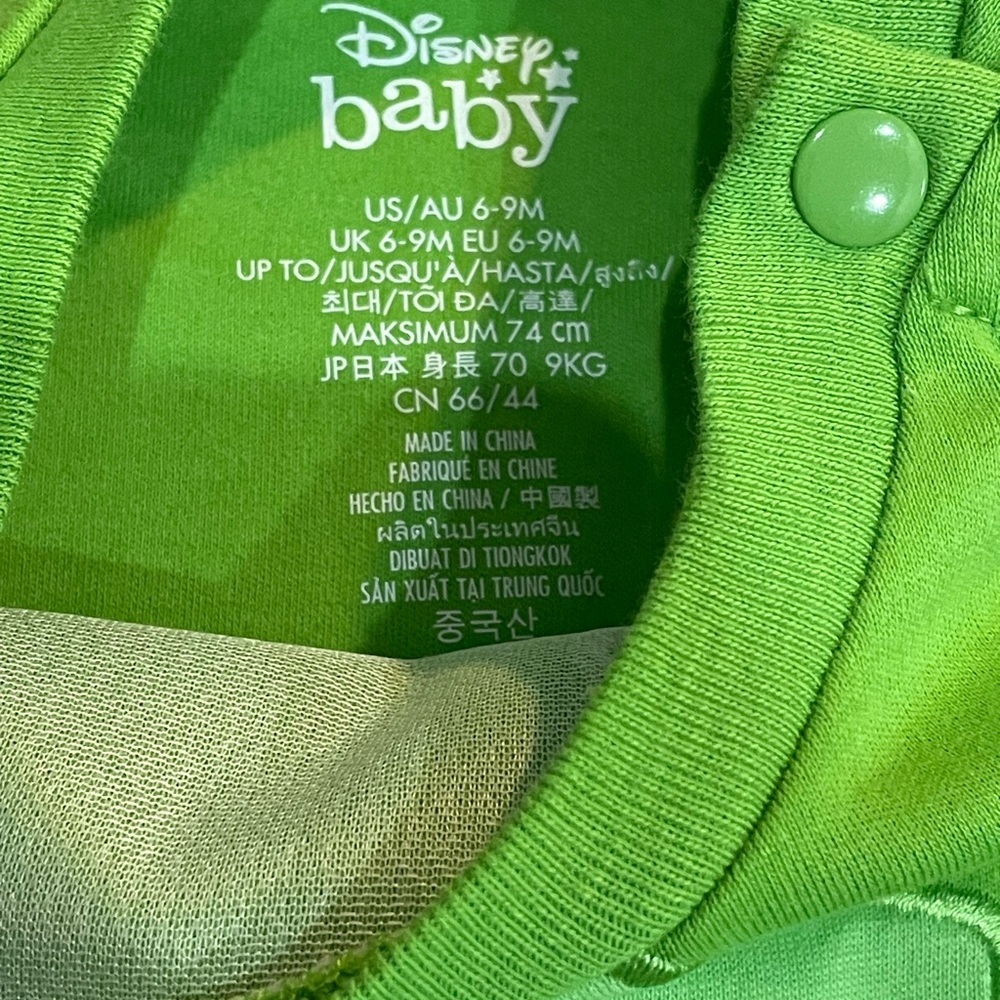 Disney
baby
US/AU 6-9M
UK 6-9M EU 6-9M
UP TO/JUSQU'À/HASTA/สูงถึง/
최대/TỐI ĐA/高達/
MAKSIMUM 74 cm
JP日本 身長 70 9KG
CN 66/44
MADE IN CHINA
FABRIQUÉ EN CHINE
HECHO EN CHINA / 中國製
ผลิตในประเทศจีน
DIBUAT DI TIONGKOK
SẢN XUẤT TẠI TRUNG QUỐC
중국산